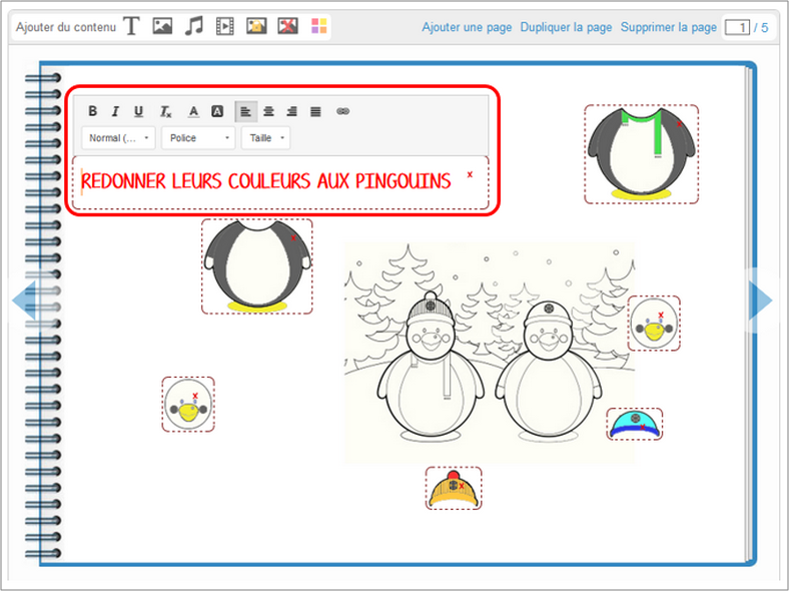 Ajouter du contenu T Ajouter une page Dupliquer la page Supprimer la page 1 / 5
B I U Tx A A
Normal (... Police Taille
REDONNER LEURS COULEURS AUX PINGOUINS x